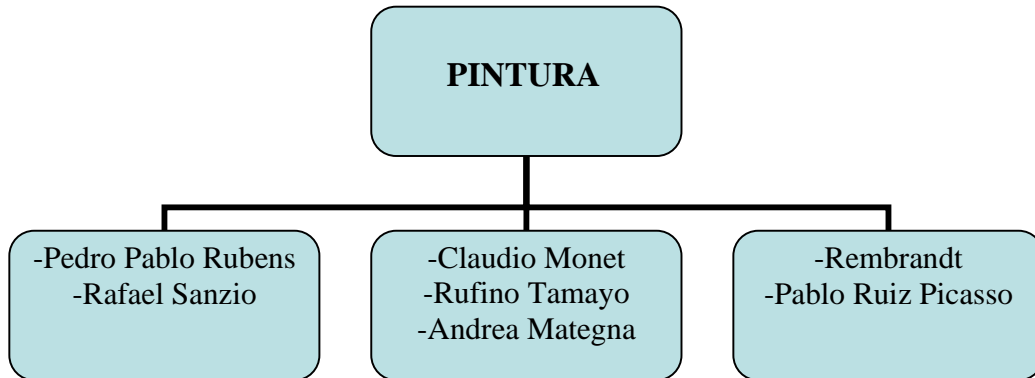 PINTURA
-Pedro Pablo Rubens
-Rafael Sanzio
-Claudio Monet
-Rufino Tamayo
-Andrea Mategna
-Rembrandt
-Pablo Ruiz Picasso